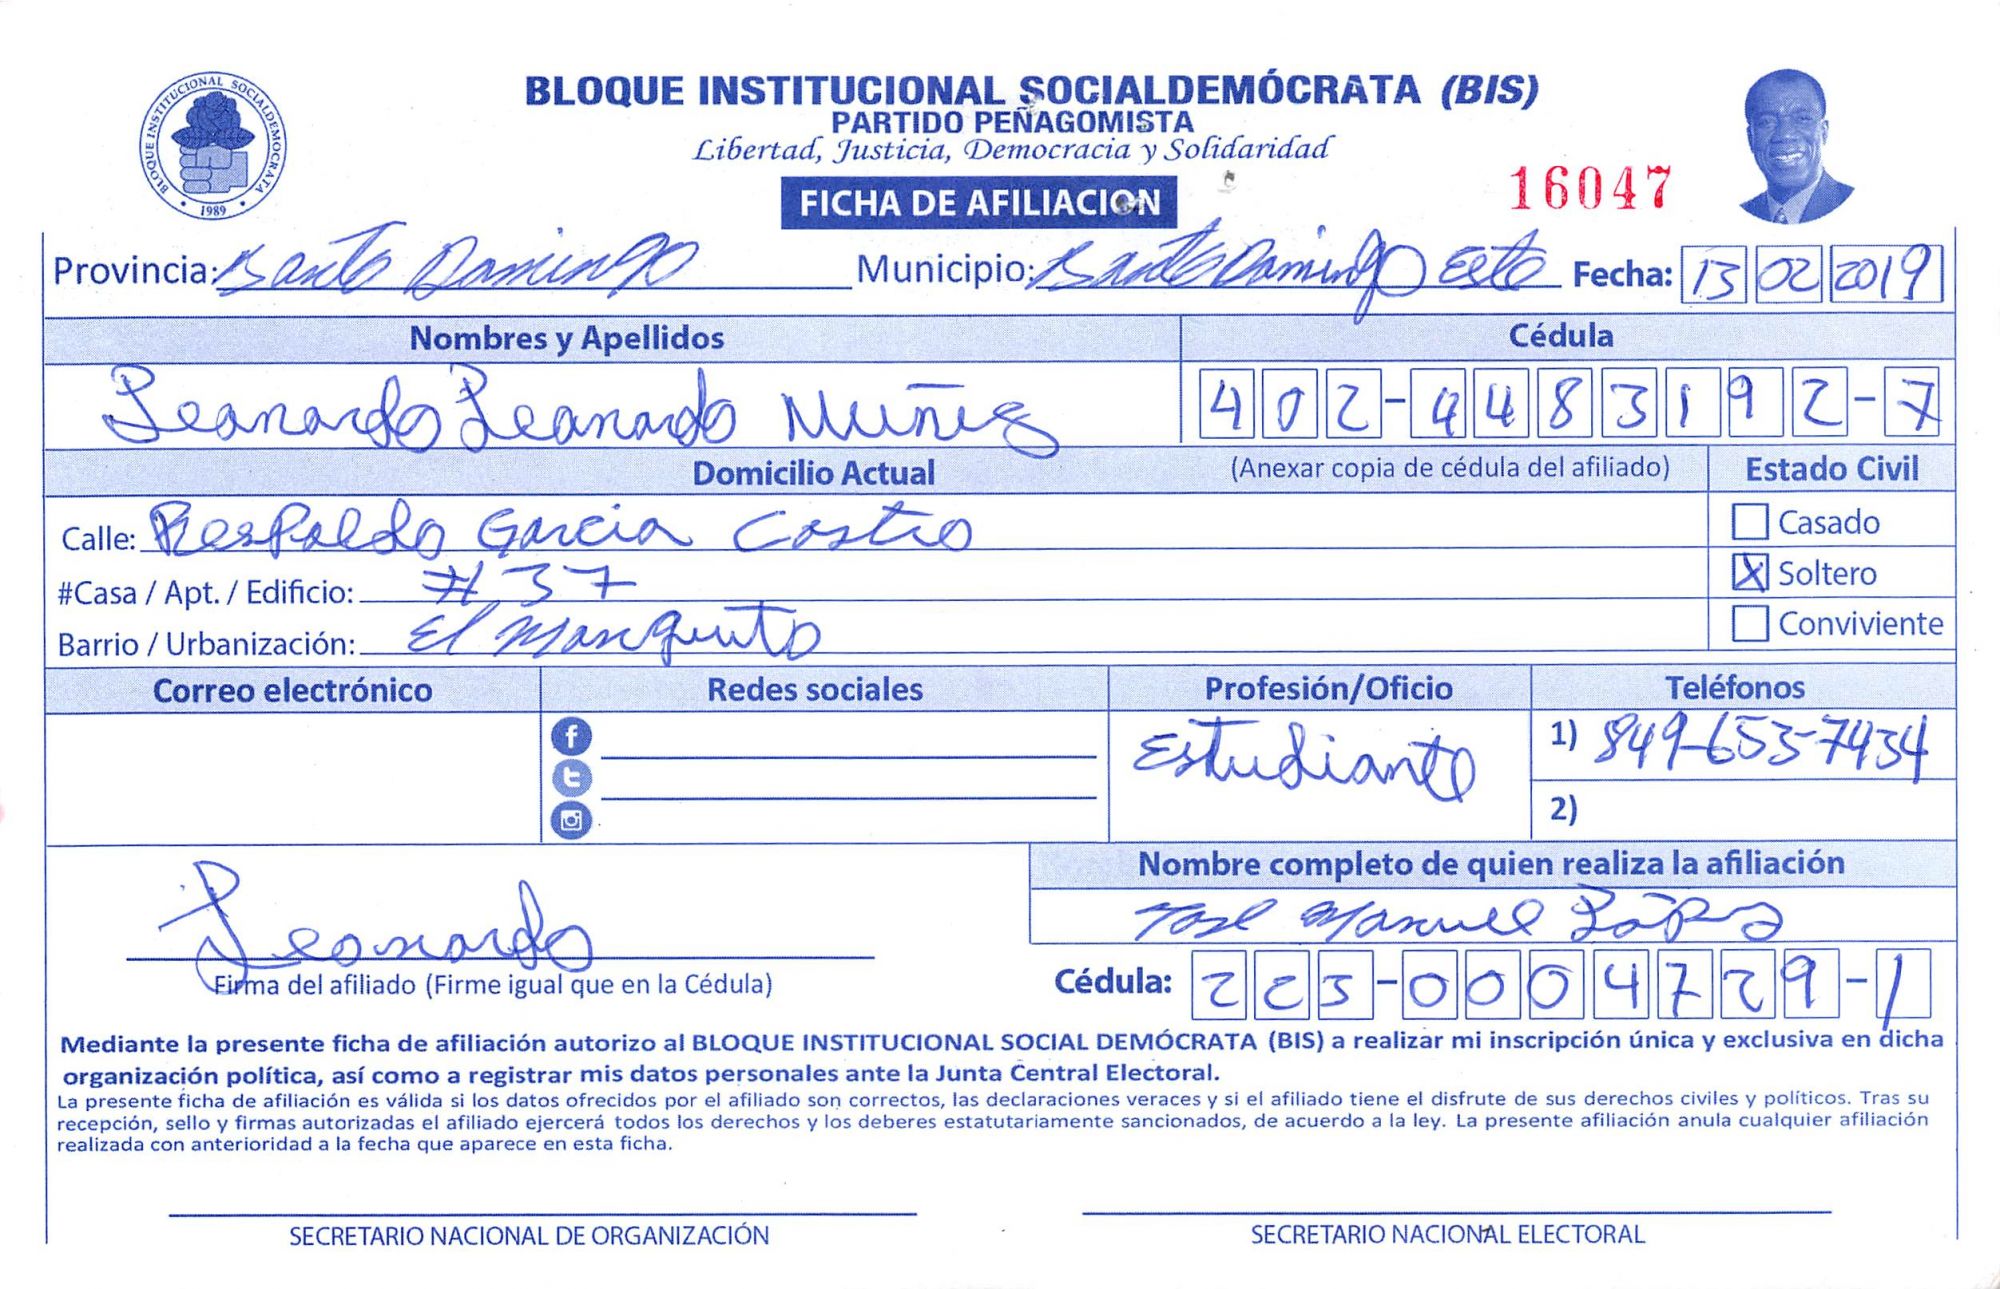 BLOQUE INSTITUCIONAL SOCIALDEMOCRATA
1989
BLOQUE INSTITUCIONAL SOCIALDEMÓCRATA (BIS)
PARTIDO PEÑAGOMISTA
Libertad, Justicia, Democracia y Solidaridad
FICHA DE AFILIACION
16047
Provincia: Santo Domingo Municipio: Santo Domingo Este Fecha: 13 02 2019
Nombres y Apellidos Cédula
Leonardo Leonardo Nuñez 402-4483192-7
Domicilio Actual (Anexar copia de cédula del afiliado) Estado Civil
Calle: Respaldo Garcia Castro Casado
#Casa / Apt. / Edificio: # 37 X Soltero
Barrio / Urbanización: El Manguito Conviviente
Correo electrónico Redes sociales Profesión/Oficio Teléfonos
Estudiante 1) 849-653-7434
2)
Nombre completo de quien realiza la afiliación
Leonardo Jose Manuel López
Firma del afiliado (Firme igual que en la Cédula) Cédula: 223-0004729-1
Mediante la presente ficha de afiliación autorizo al BLOQUE INSTITUCIONAL SOCIAL DEMÓCRATA (BIS) a realizar mi inscripción única y exclusiva en dicha
organización política, así como a registrar mis datos personales ante la Junta Central Electoral.
La presente ficha de afiliación es válida si los datos ofrecidos por el afiliado son correctos, las declaraciones veraces y si el afiliado tiene el disfrute de sus derechos civiles y políticos. Tras su
recepción, sello y firmas autorizadas el afiliado ejercerá todos los derechos y los deberes estatutariamente sancionados, de acuerdo a la ley. La presente afiliación anula cualquier afiliación
realizada con anterioridad a la fecha que aparece en esta ficha.
SECRETARIO NACIONAL DE ORGANIZACIÓN SECRETARIO NACIONAL ELECTORAL